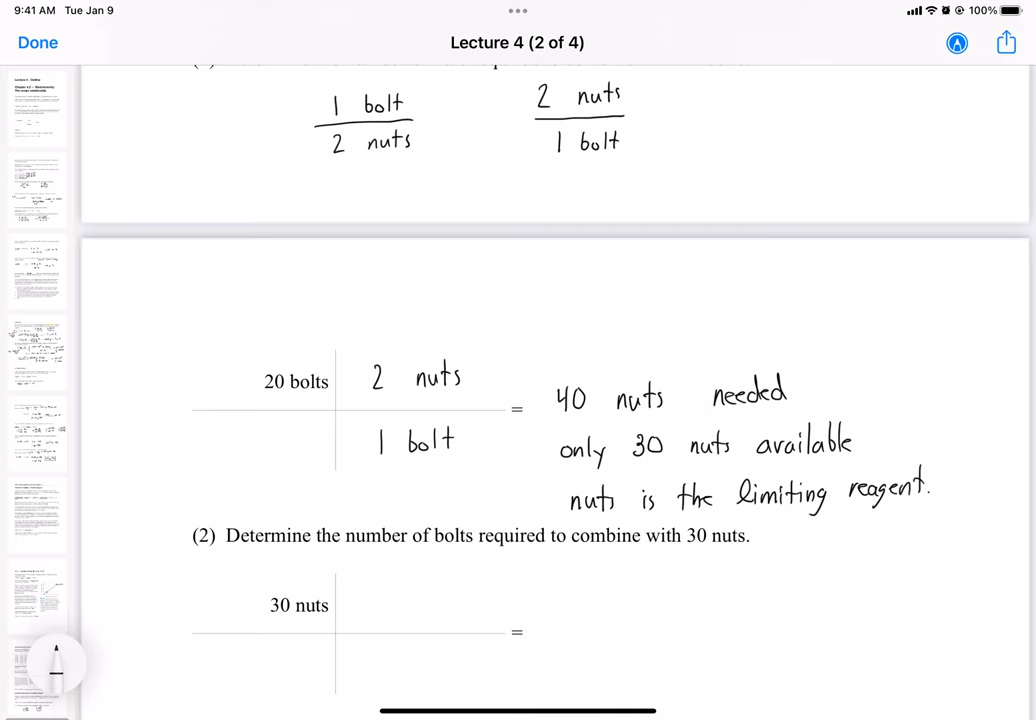 9:41 AM Tue Jan 9
100%
Done
Lecture 4 (2 of 4)
1 bolt
2 nuts
2 nuts
1 bolt
20 bolts
2 nuts
1 bolt
=
40 nuts needed
only 30 nuts available
nuts is the limiting reagent.
(2) Determine the number of bolts required to combine with 30 nuts.
30 nuts
=